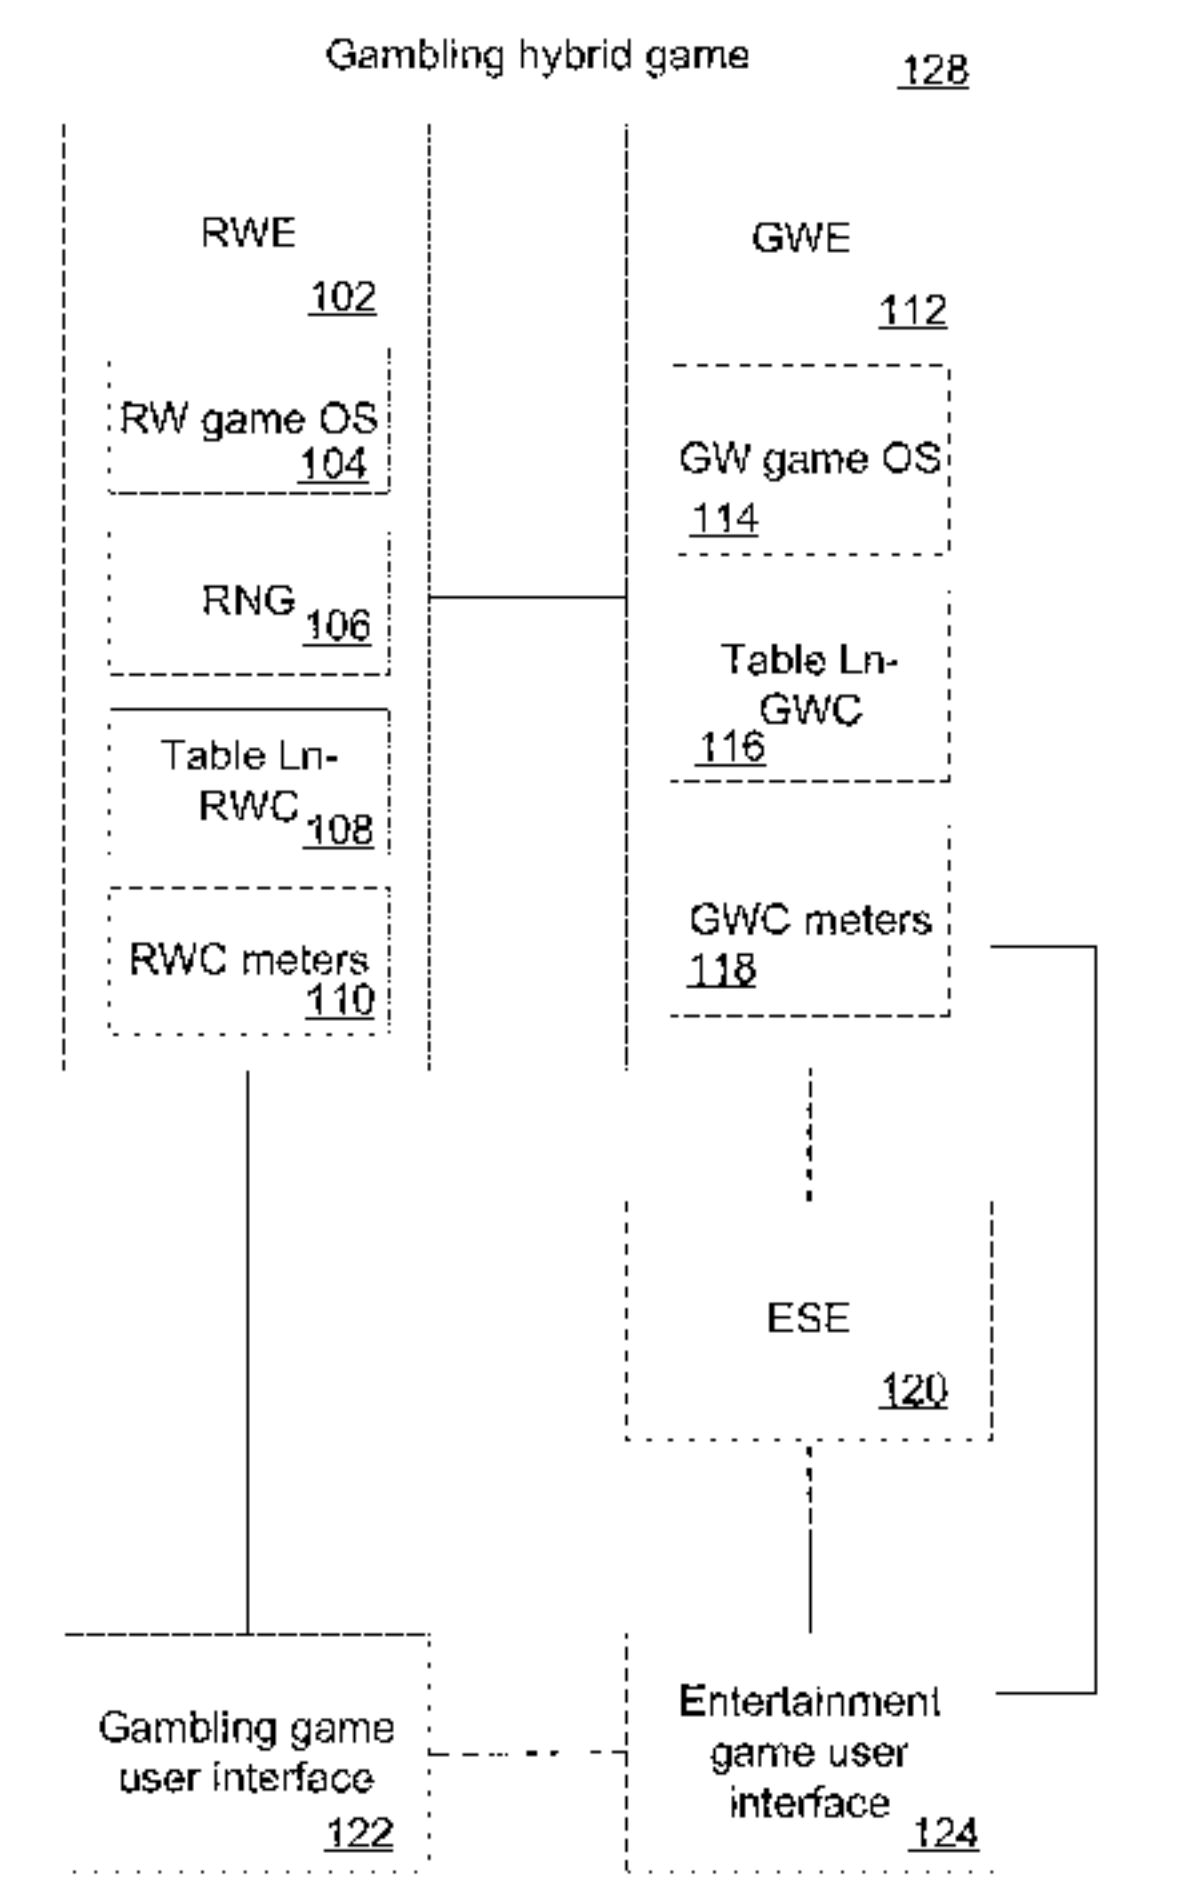 Gambling hybrid game
128
RWE
102
RW game OS
104
RNG
106
Table Ln-
RWC
108
RWC meters
110
GWE
112
GW game OS
114
Table Ln-
GWC
116
GWC meters
118
ESE
120
Gambling game
user interface
122
Entertainment
game user
interface
124